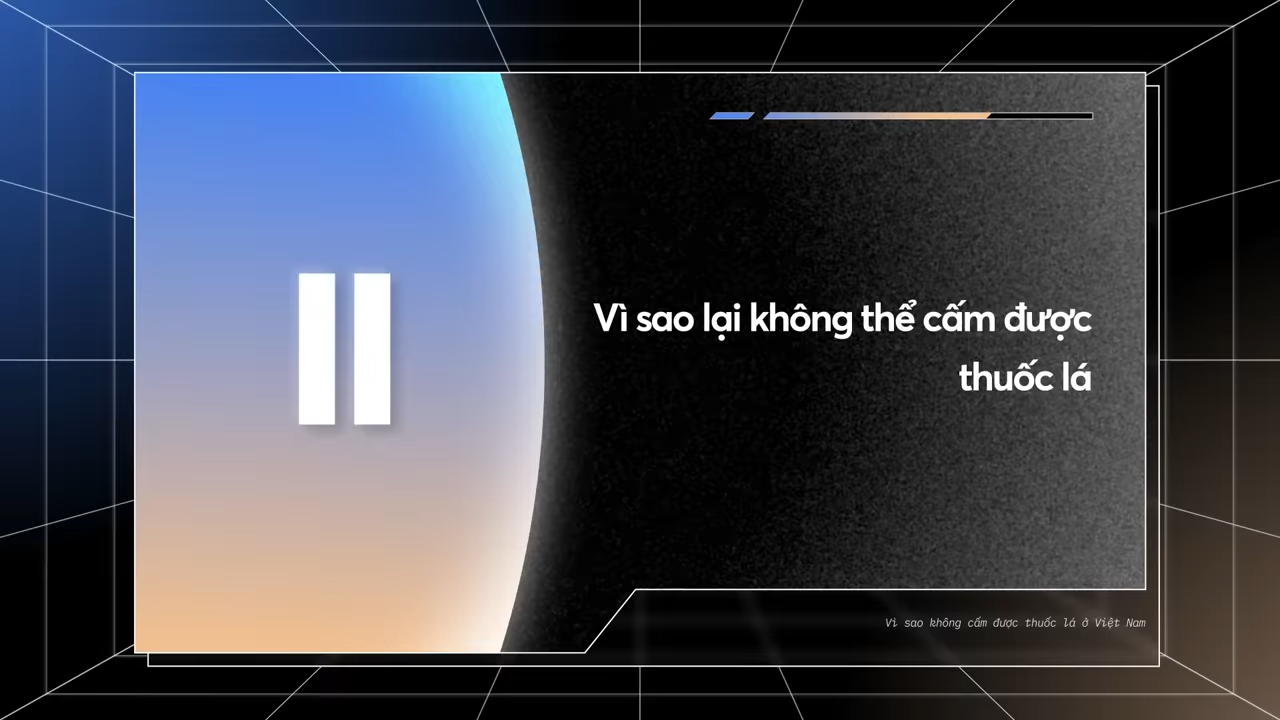 II
Vì sao lại không thể cấm được
thuốc lá
Vì sao không cấm được thuốc lá ở Việt Nam